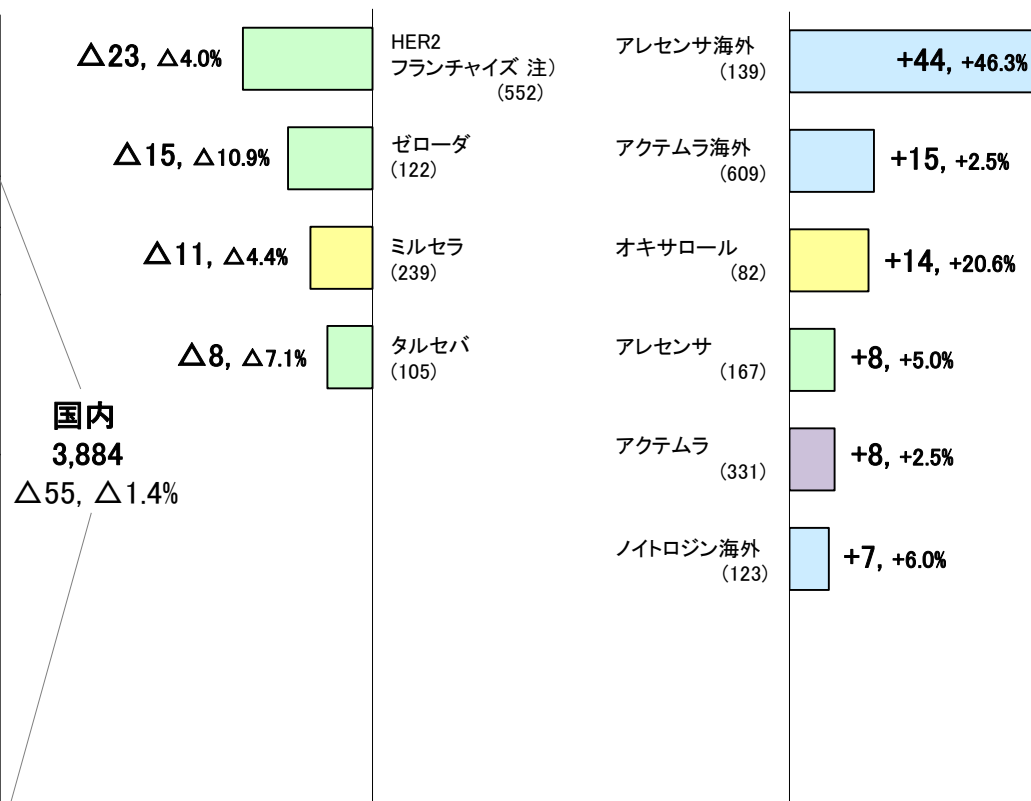 △23, △4.0%
HER2
フランチャイズ 注)
(552)
△15, △10.9%
ゼローダ
(122)
△11, △4.4%
ミルセラ
(239)
△8, △7.1%
タルセバ
(105)
国内
3,884
△55, △1.4%
アレセンサ海外
(139)
+44, +46.3%
アクテムラ海外
(609)
+15, +2.5%
オキサロール
(82)
+14, +20.6%
アレセンサ
(167)
+8, +5.0%
アクテムラ
(331)
+8, +2.5%
ノイトロジン海外
(123)
+7, +6.0%